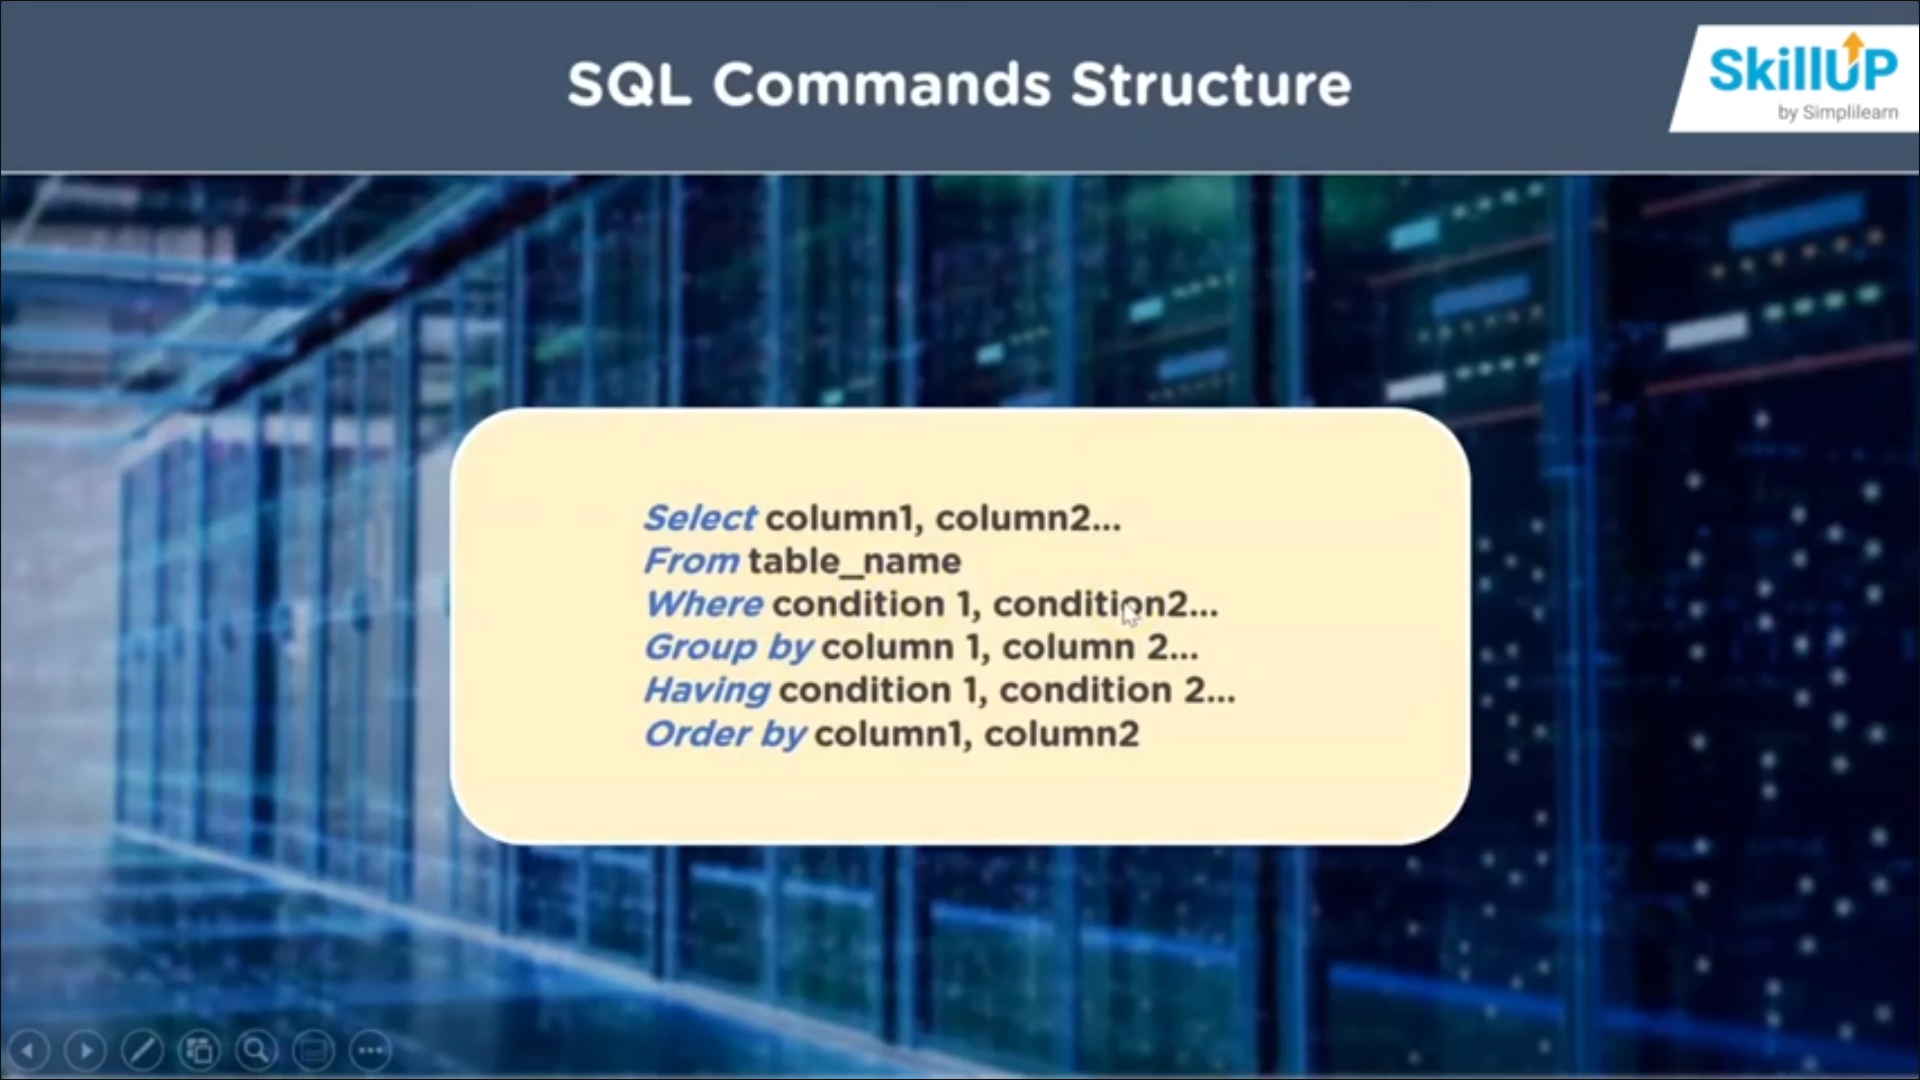 SQL Commands Structure
SkillUP
by Simplilearn
Select column1, column2...
From table_name
Where condition 1, condition2...
Group by column 1, column 2...
Having condition 1, condition 2...
Order by column1, column2